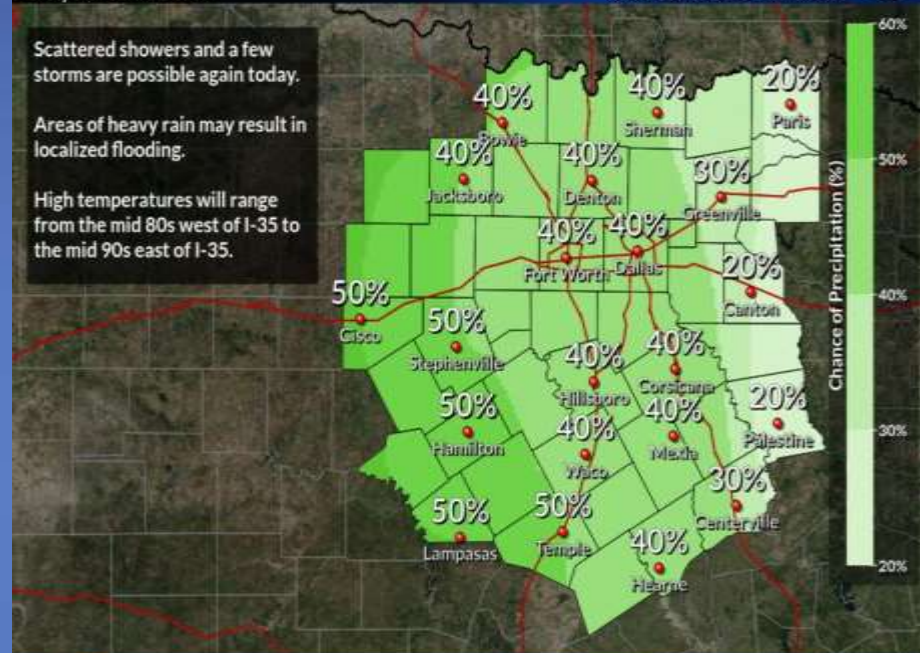 Scattered showers and a few
storms are possible again today.
Areas of heavy rain may result in
localized flooding.
High temperatures will range
from the mid 80s west of I-35 to
the mid 90s east of I-35.
60%
20%
Paris
40%
Sherman
40%
Bowie
50%
40%
Jacksboro
40%
Denton
30%
Greenville
40%
Fort Worth
40%
Dallas
20%
Canton
Chance of Precipitation (%)
40%
50%
Cisco
50%
Stephenville
40%
Hillsboro
40%
Corsicana
20%
Palestine
30%
50%
Hamilton
40%
Waco
40%
Mexia
30%
Centerville
50%
Lampasas
50%
Temple
40%
Hearne
20%